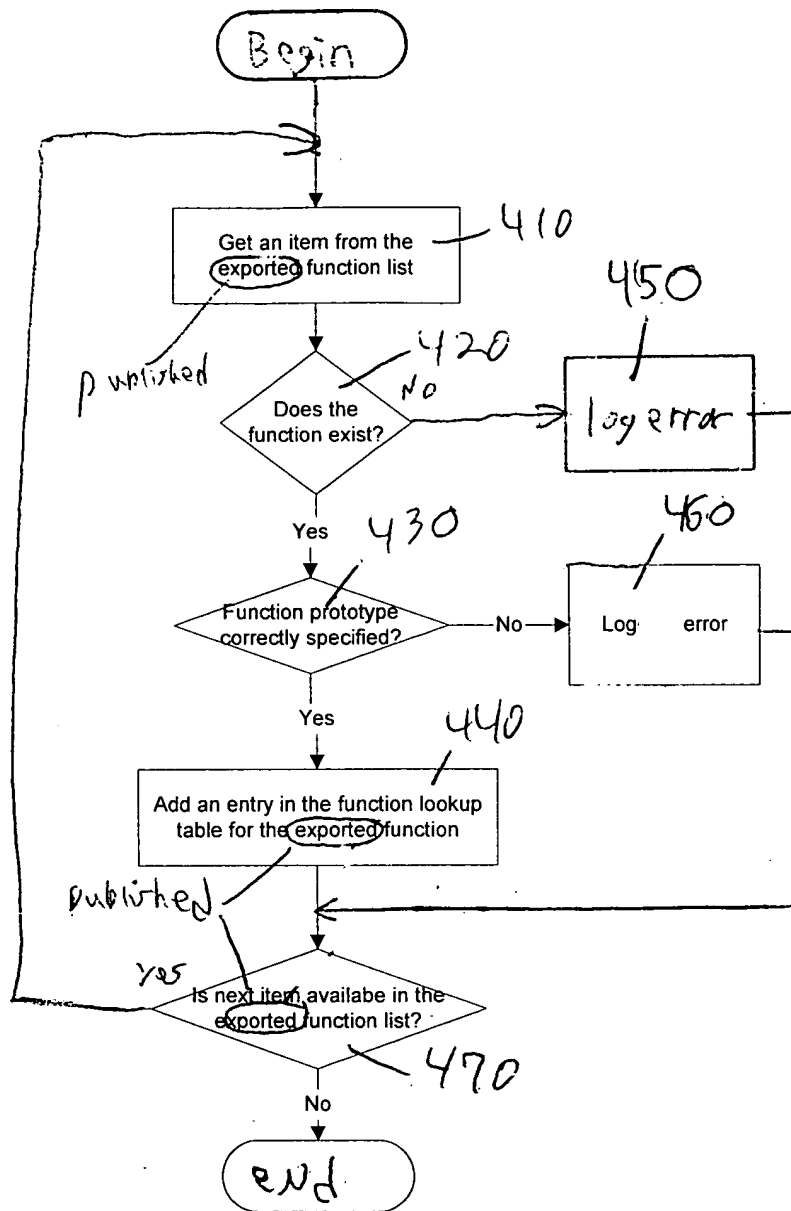 Begin
410
Get an item from the
exported function list
published
450
420
No
Does the
function exist?
log error
Yes
430
460
Function prototype
correctly specified?
No
Log error
Yes
440
Add an entry in the function lookup
table for the exported function
published
yes
Is next item availabe in the
exported function list?
470
No
end